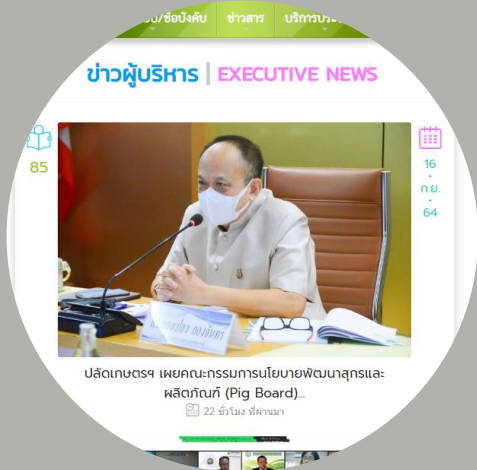 ข่าวสาร
ข่าวผู้บริหาร | EXECUTIVE NEWS
85
16
ก.ย.
64
ปลัดเกษตรฯ เผยคณะกรรมการนโยบายพัฒนาสุกรและ
ผลิตภัณฑ์ (Pig Board)...
22 ชั่วโมง ที่ผ่านมา